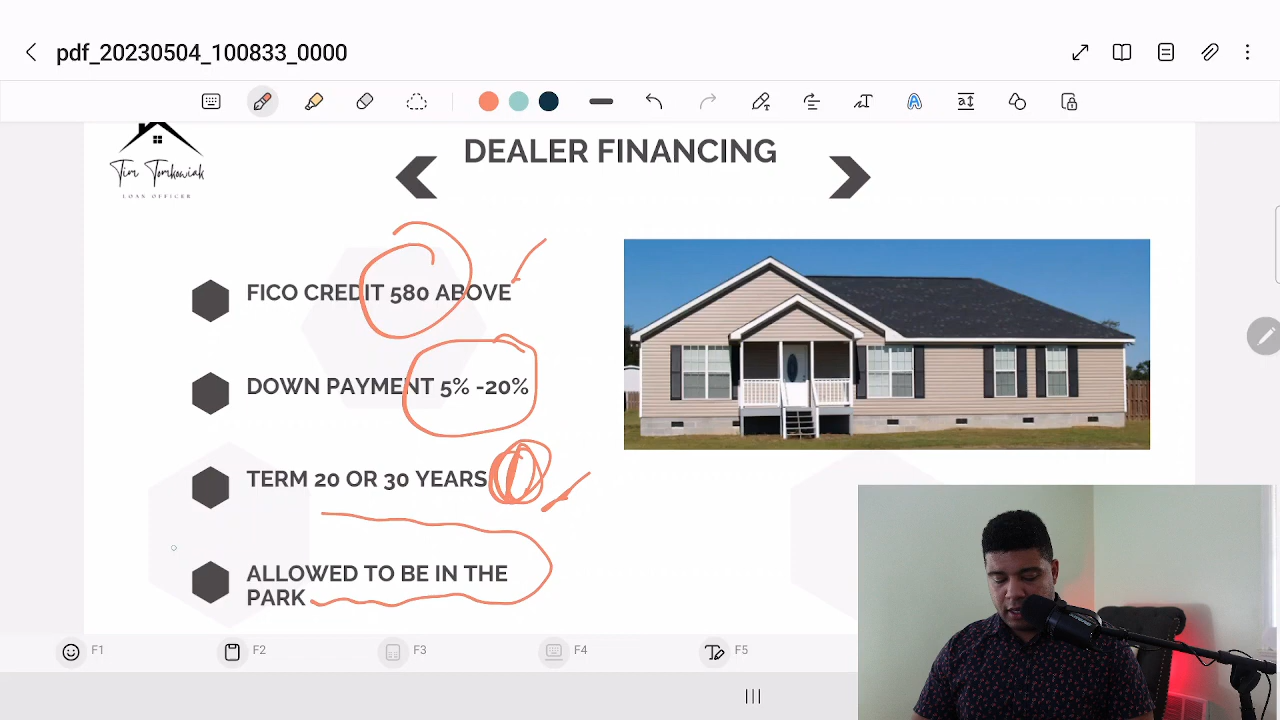 pdf_20230504_100833_0000
Tim Tomkowiak
LOAN OFFICER
DEALER FINANCING
FICO CREDIT 580 ABOVE
DOWN PAYMENT 5% -20%
TERM 20 OR 30 YEARS
ALLOWED TO BE IN THE
PARK
F1 F2 F3 F4 F5